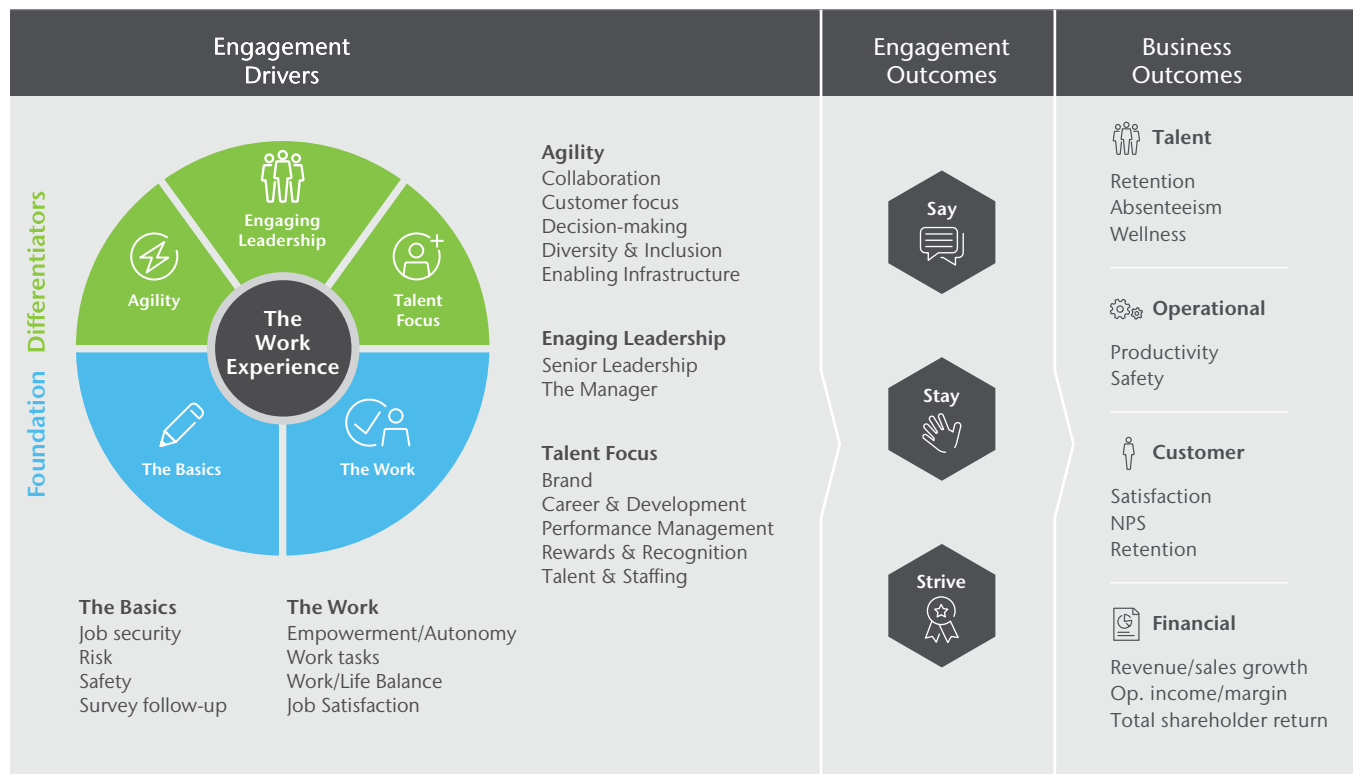 Engagement
Drivers
Engagement
Outcomes
Business
Outcomes
Differentiators
Foundation
Engaging
Leadership
Agility
Talent
Focus
The
Work
Experience
The Basics
The Work
Agility
Collaboration
Customer focus
Decision-making
Diversity & Inclusion
Enabling Infrastructure
Enaging Leadership
Senior Leadership
The Manager
Talent Focus
Brand
Career & Development
Performance Management
Rewards & Recognition
Talent & Staffing
The Basics
Job security
Risk
Safety
Survey follow-up
The Work
Empowerment/Autonomy
Work tasks
Work/Life Balance
Job Satisfaction
Say
Stay
Strive
Talent
Retention
Absenteeism
Wellness
Operational
Productivity
Safety
Customer
Satisfaction
NPS
Retention
Financial
Revenue/sales growth
Op. income/margin
Total shareholder return